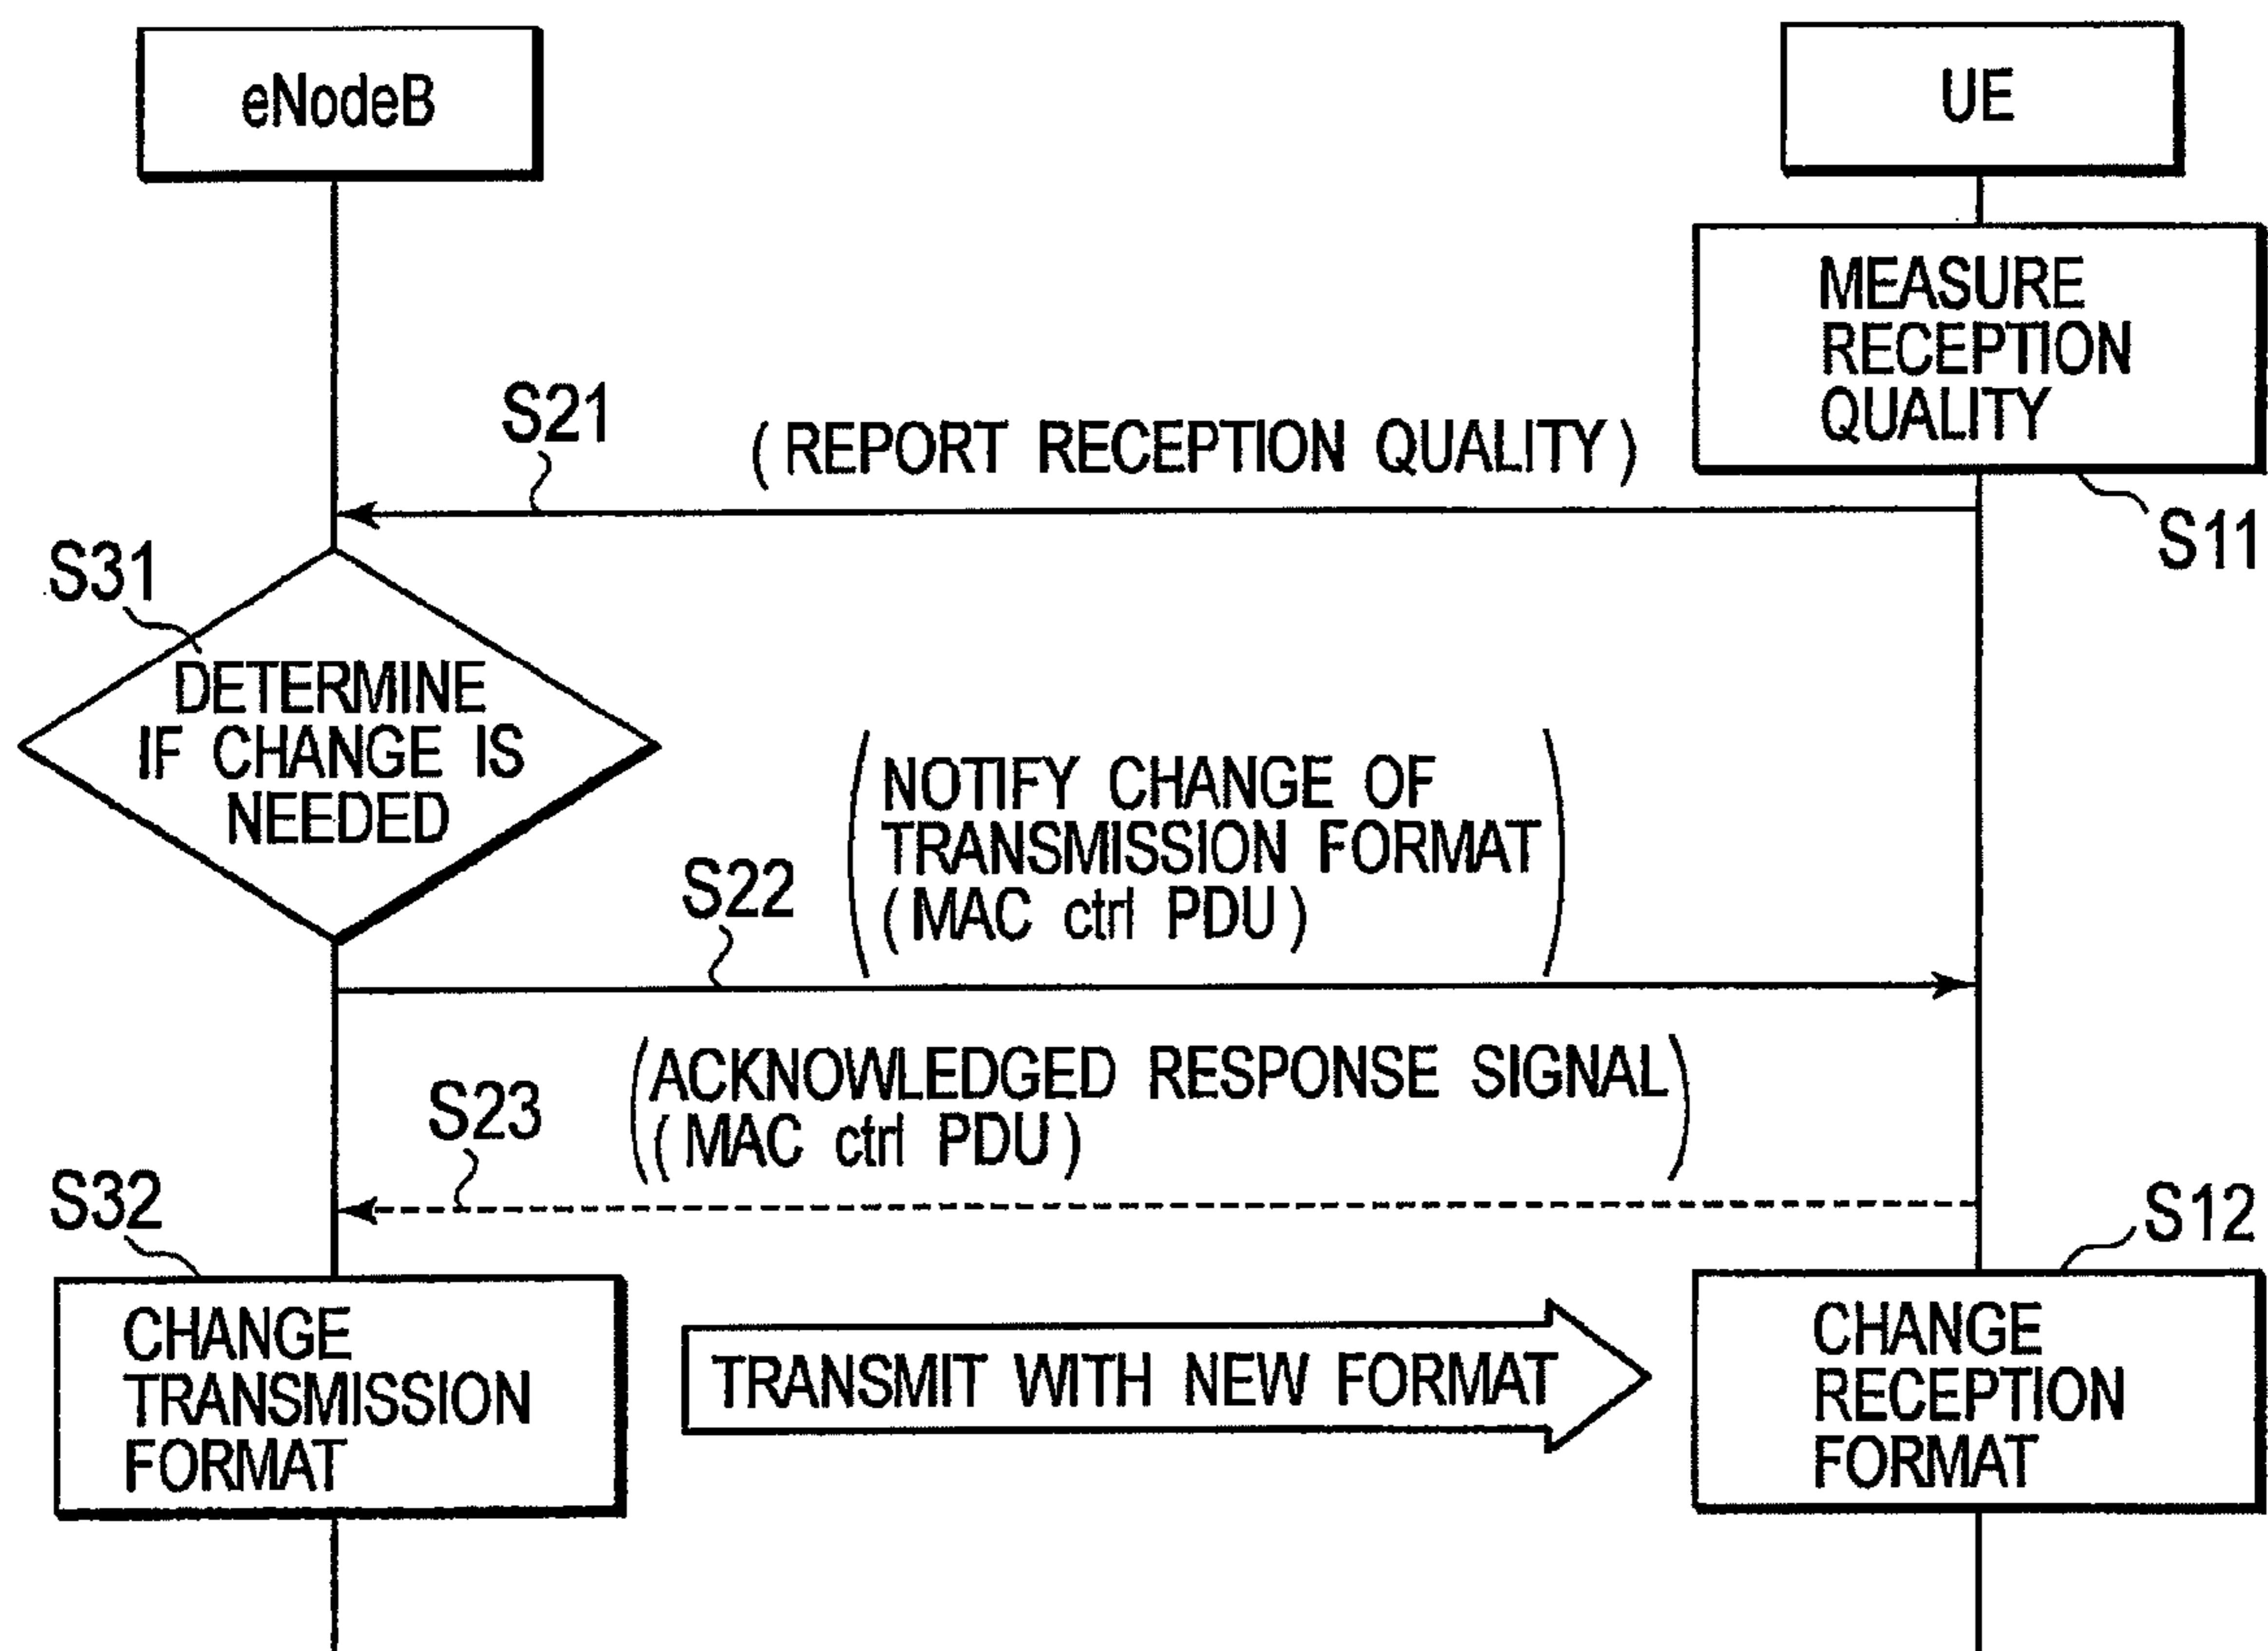 eNodeB
UE
MEASURE
RECEPTION
QUALITY
S11
S21
( REPORT RECEPTION QUALITY )
S31
DETERMINE
IF CHANGE IS
NEEDED
S22
NOTIFY CHANGE OF
TRANSMISSION FORMAT
( MAC ctrl PDU )
S23
ACKNOWLEDGED RESPONSE SIGNAL
( MAC ctrl PDU )
S32
CHANGE
TRANSMISSION
FORMAT
TRANSMIT WITH NEW FORMAT
S12
CHANGE
RECEPTION
FORMAT